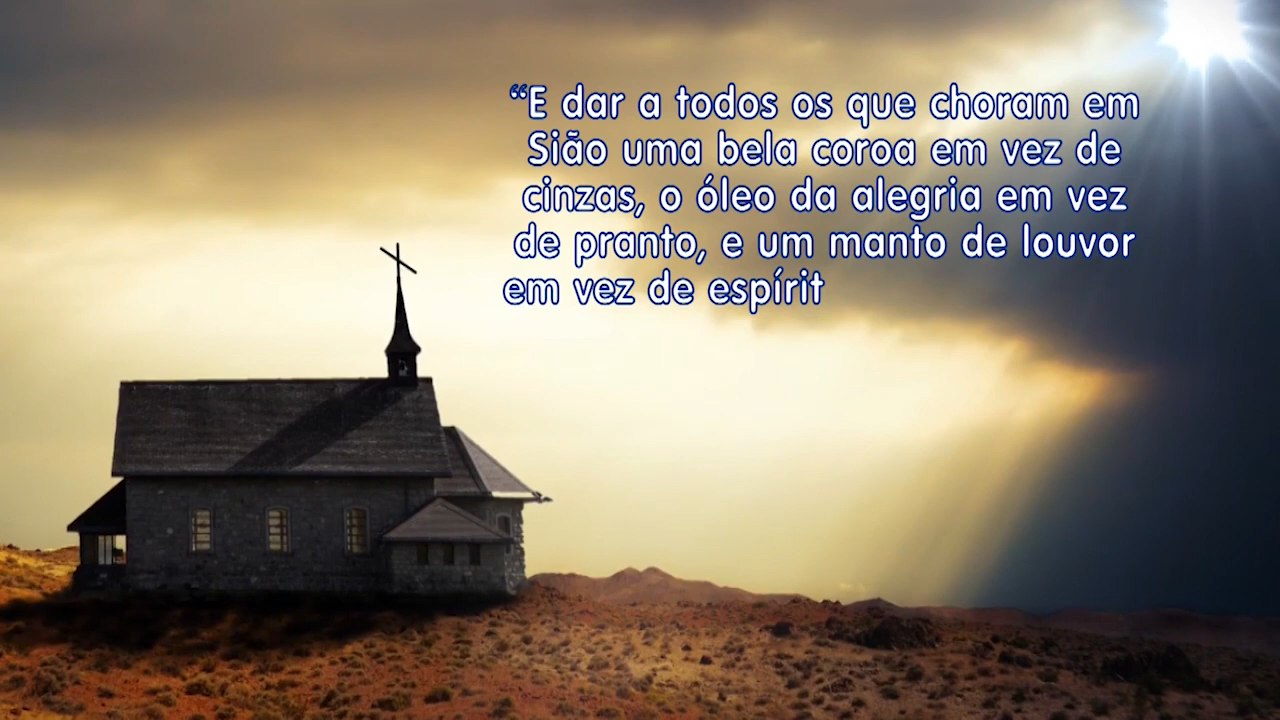 “E dar a todos os que choram em
Sião uma bela coroa em vez de
cinzas, o óleo da alegria em vez
de pranto, e um manto de louvor
em vez de espírit